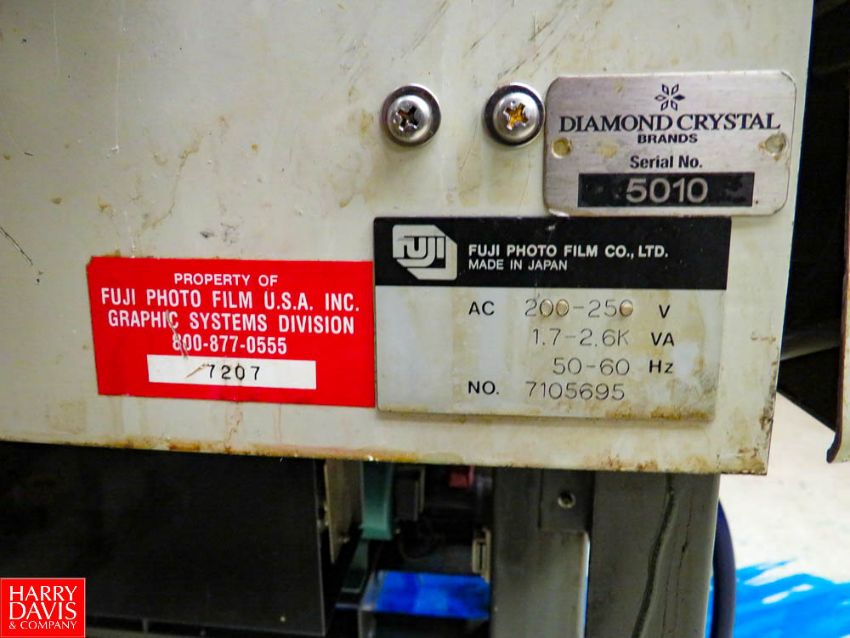 DIAMOND CRYSTAL
BRANDS
Serial No.
5010
FUJI
FUJI PHOTO FILM CO., LTD.
MADE IN JAPAN
AC 200-250 V
1.7-2.6K VA
50-60 Hz
NO. 7105695
PROPERTY OF
FUJI PHOTO FILM U.S.A. INC.
GRAPHIC SYSTEMS DIVISION
800-877-0555
7207
HARRY
DAVIS
& COMPANY